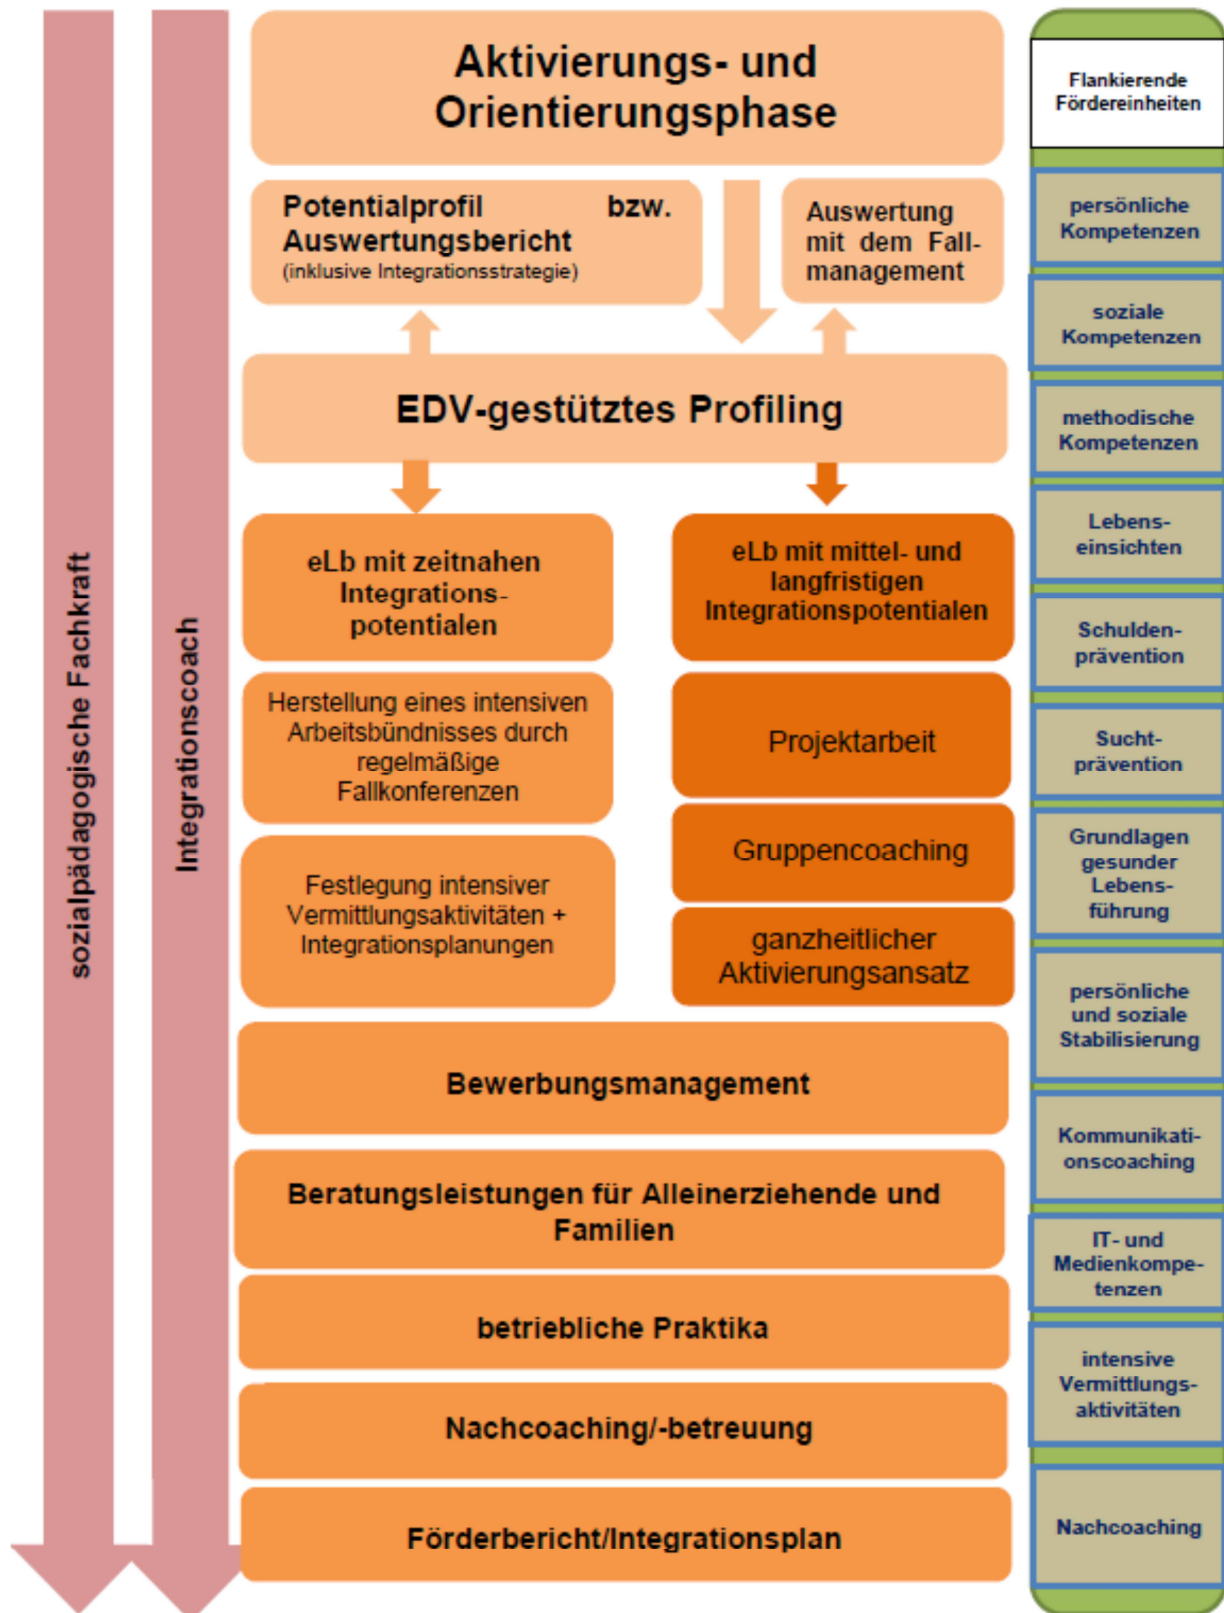 sozialpädagogische Fachkraft
Integrationscoach
Aktivierungs- und
Orientierungsphase
Potentialprofil bzw.
Auswertungsbericht
(inklusive Integrationsstrategie)
Auswertung
mit dem Fall-
management
EDV-gestütztes Profiling
eLb mit zeitnahen
Integrations-
potentialen
Herstellung eines intensiven
Arbeitsbündnisses durch
regelmäßige
Fallkonferenzen
Festlegung intensiver
Vermittlungsaktivitäten +
Integrationsplanungen
eLb mit mittel- und
langfristigen
Integrationspotentialen
Projektarbeit
Gruppencoaching
ganzheitlicher
Aktivierungsansatz
Bewerbungsmanagement
Beratungsleistungen für Alleinerziehende und
Familien
betriebliche Praktika
Nachcoaching/-betreuung
Förderbericht/Integrationsplan
Flankierende
Fördereinheiten
persönliche
Kompetenzen
soziale
Kompetenzen
methodische
Kompetenzen
Lebens-
einsichten
Schulden-
prävention
Sucht-
prävention
Grundlagen
gesunder
Lebens-
führung
persönliche
und soziale
Stabilisierung
Kommunikati-
onscoaching
IT- und
Medienkompe-
tenzen
intensive
Vermittlungs-
aktivitäten
Nachcoaching